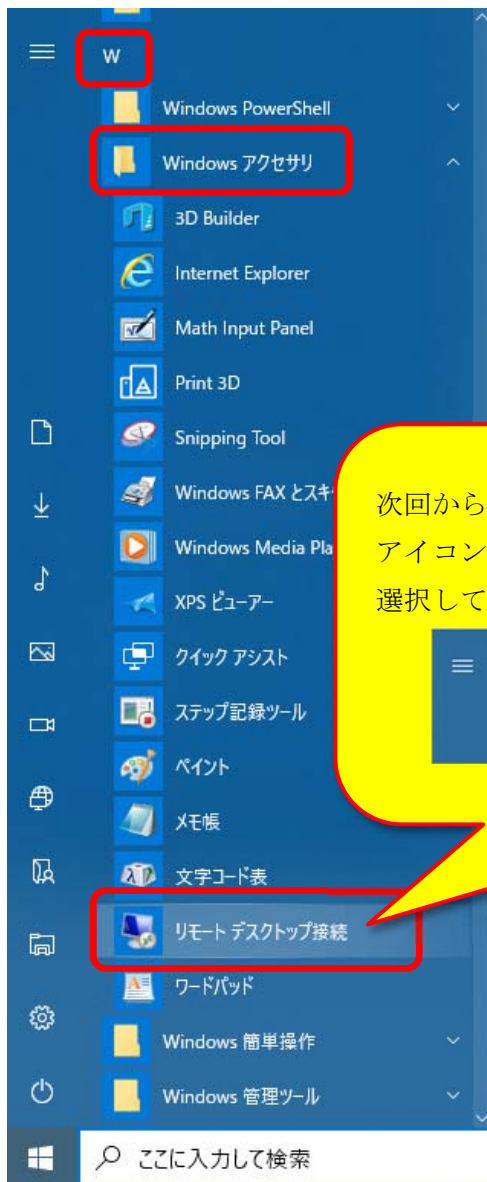 W
Windows PowerShell
Windows アクセサリ
3D Builder
Internet Explorer
Math Input Panel
Print 3D
Snipping Tool
Windows FAX とスキ
Windows Media Pla
XPS ビューアー
クイック アシスト
ステップ記録ツール
ペイント
メモ帳
文字コード表
リモート デスクトップ接続
ワードパッド
Windows 簡単操作
Windows 管理ツール
ここに入力して検索
次回から
アイコン
選択して